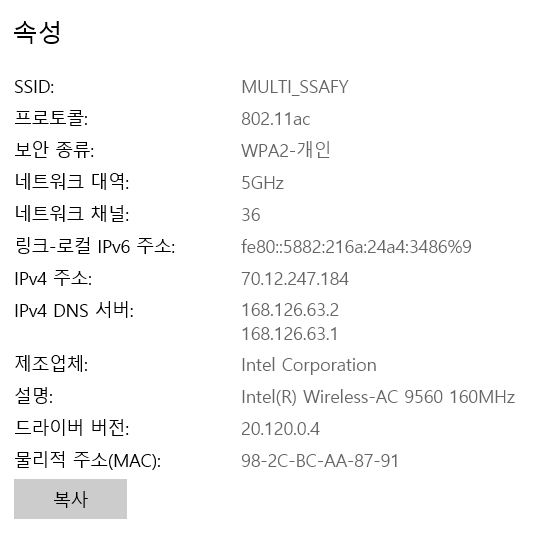 속성
SSID: MULTI_SSAFY
프로토콜: 802.11ac
보안 종류: WPA2-개인
네트워크 대역: 5GHz
네트워크 채널: 36
링크-로컬 IPv6 주소: fe80::5882:216a:24a4:3486%9
IPv4 주소: 70.12.247.184
IPv4 DNS 서버: 168.126.63.2
168.126.63.1
제조업체: Intel Corporation
설명: Intel(R) Wireless-AC 9560 160MHz
드라이버 버전: 20.120.0.4
물리적 주소(MAC): 98-2C-BC-AA-87-91
복사